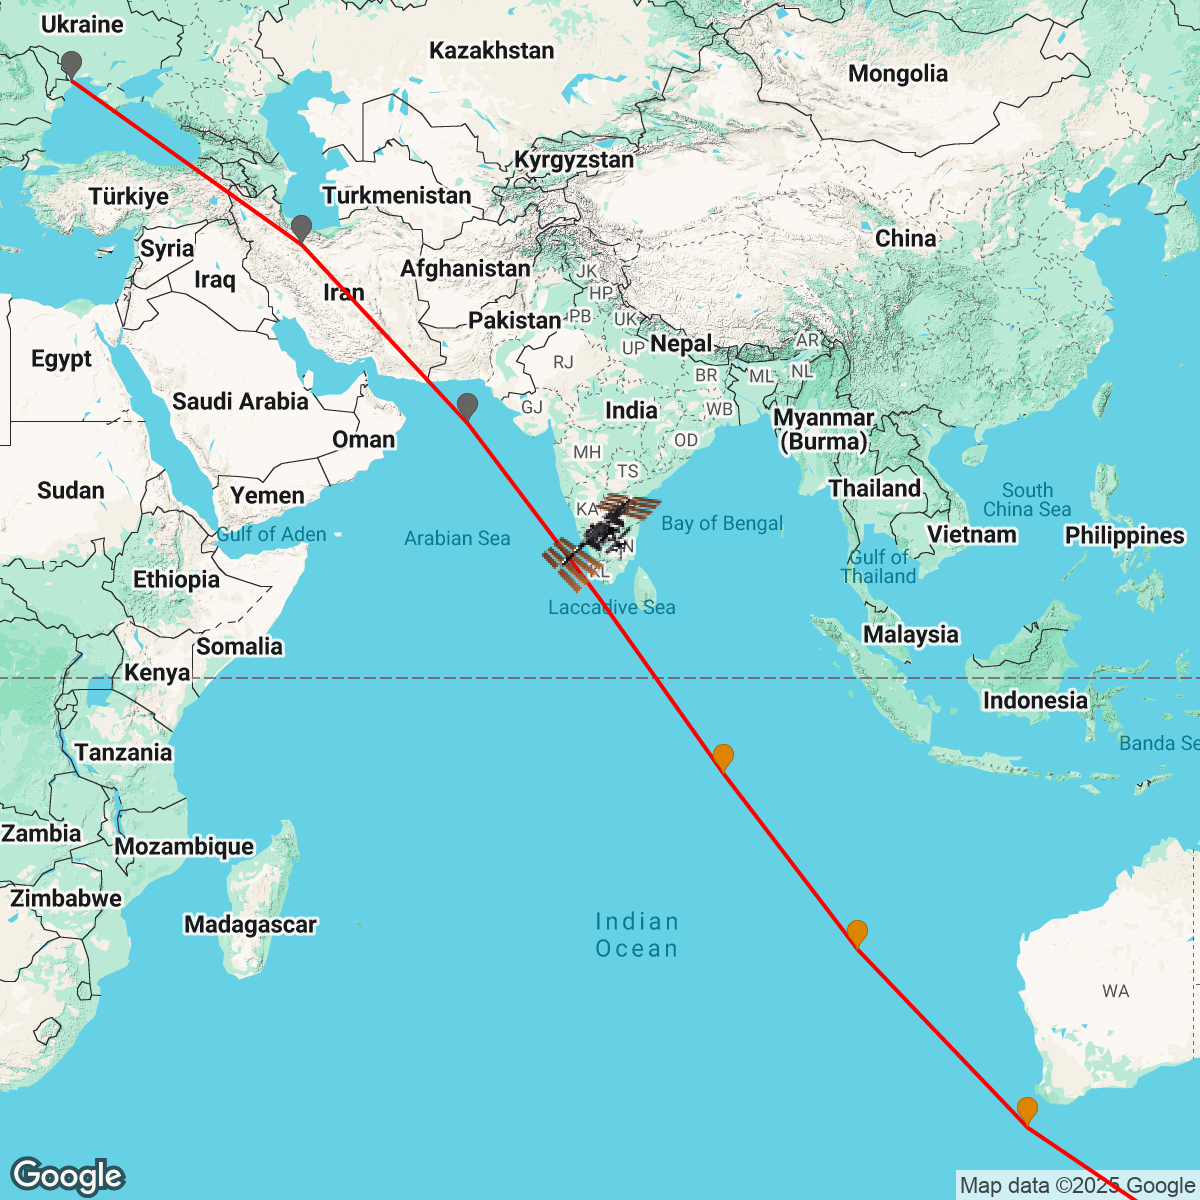 Ukraine
Kazakhstan
Mongolia
Kyrgyzstan
Türkiye
Turkmenistan
Syria
Iraq
Iran
Afghanistan
China
JK
HP
PB
UK
Pakistan
Nepal
UP
AR
Egypt
RJ
BR
ML
NL
Saudi Arabia
GJ
India
WB
Myanmar
(Burma)
Oman
OD
MH
TS
Sudan
Yemen
Thailand
South
China Sea
KA
Gulf of Aden
Arabian Sea
Bay of Bengal
Vietnam
Philippines
TN
Gulf of
Thailand
Ethiopia
KL
Laccadive Sea
Malaysia
Somalia
Kenya
Indonesia
Tanzania
Banda Se
Zambia
Mozambique
Zimbabwe
Madagascar
Indian
Ocean
WA
Google
Map data ©2025 Google